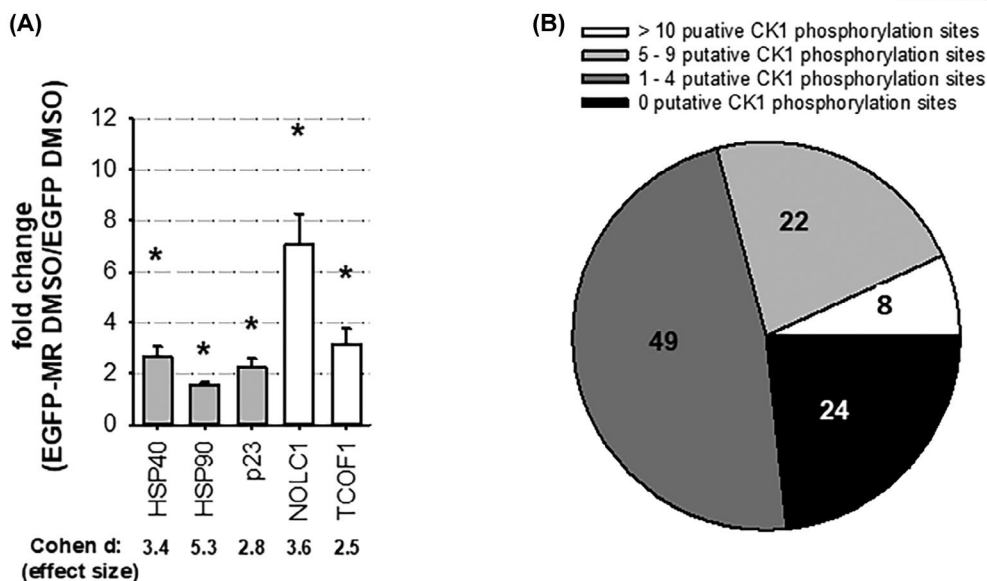 (A)
fold change
(EGFP-MR DMSO/EGFP DMSO)
12
10
8
6
4
2
0
*
*
*
*
*
HSP40
HSP90
p23
NOLC1
TCOF1
Cohen d: 3.4 5.3 2.8 3.6 2.5
(effect size)
(B)
> 10 puative CK1 phosphorylation sites
5 - 9 putative CK1 phosphorylation sites
1 - 4 putative CK1 phosphorylation sites
0 putative CK1 phosphorylation sites
22
8
49
24